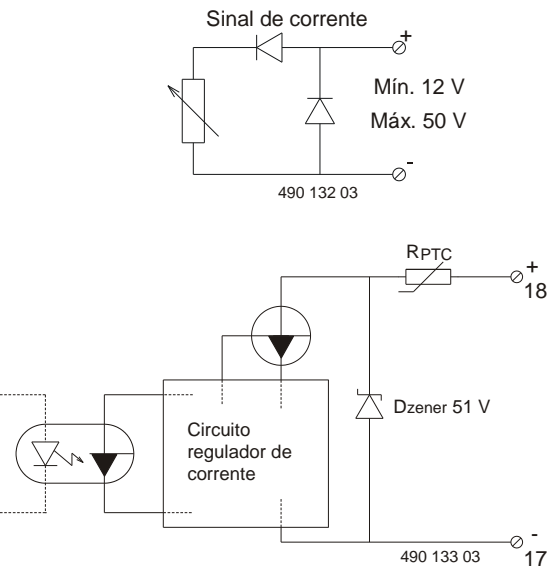 Sinal de corrente
+
Mín. 12 V
Máx. 50 V
-
490 132 03
RPTC
+
18
Dzener 51 V
Circuito
regulador de
corrente
-
490 133 03
17